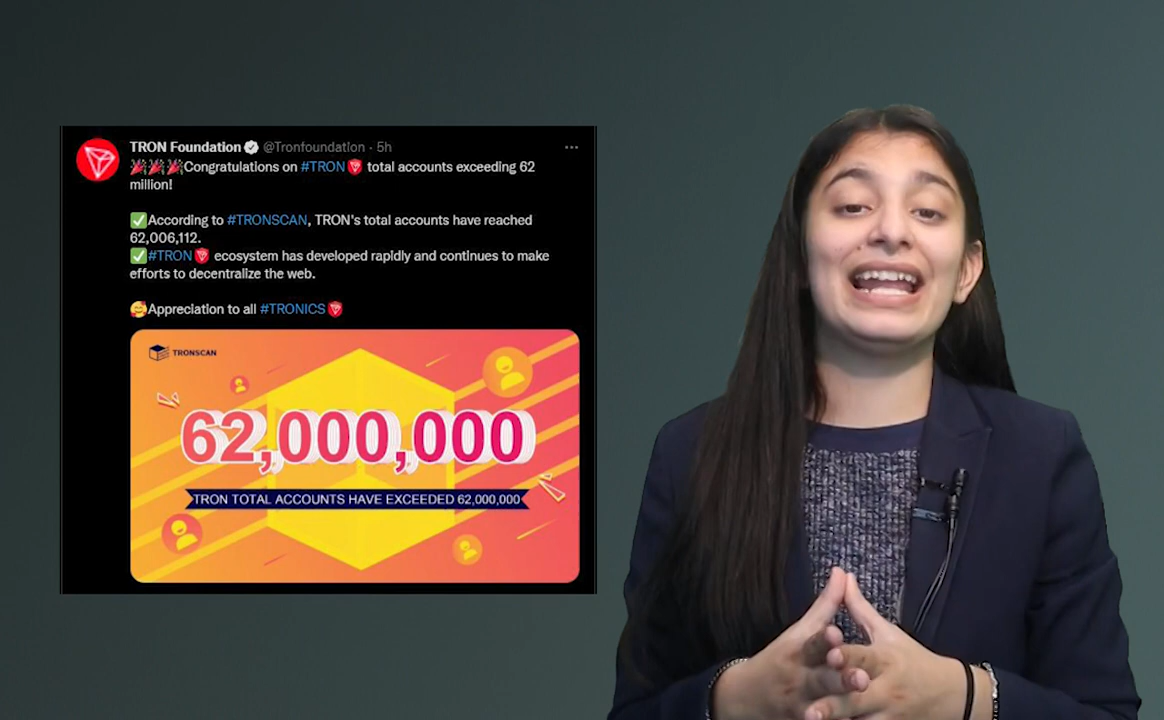 TRON Foundation @Tronfoundation · 5h
🎉🎉🎉Congratulations on #TRON total accounts exceeding 62
million!
✅According to #TRONSCAN, TRON's total accounts have reached
62,006,112.
✅#TRON ecosystem has developed rapidly and continues to make
efforts to decentralize the web.
🥰Appreciation to all #TRONICS
TRONSCAN
62,000,000
TRON TOTAL ACCOUNTS HAVE EXCEEDED 62,000,000